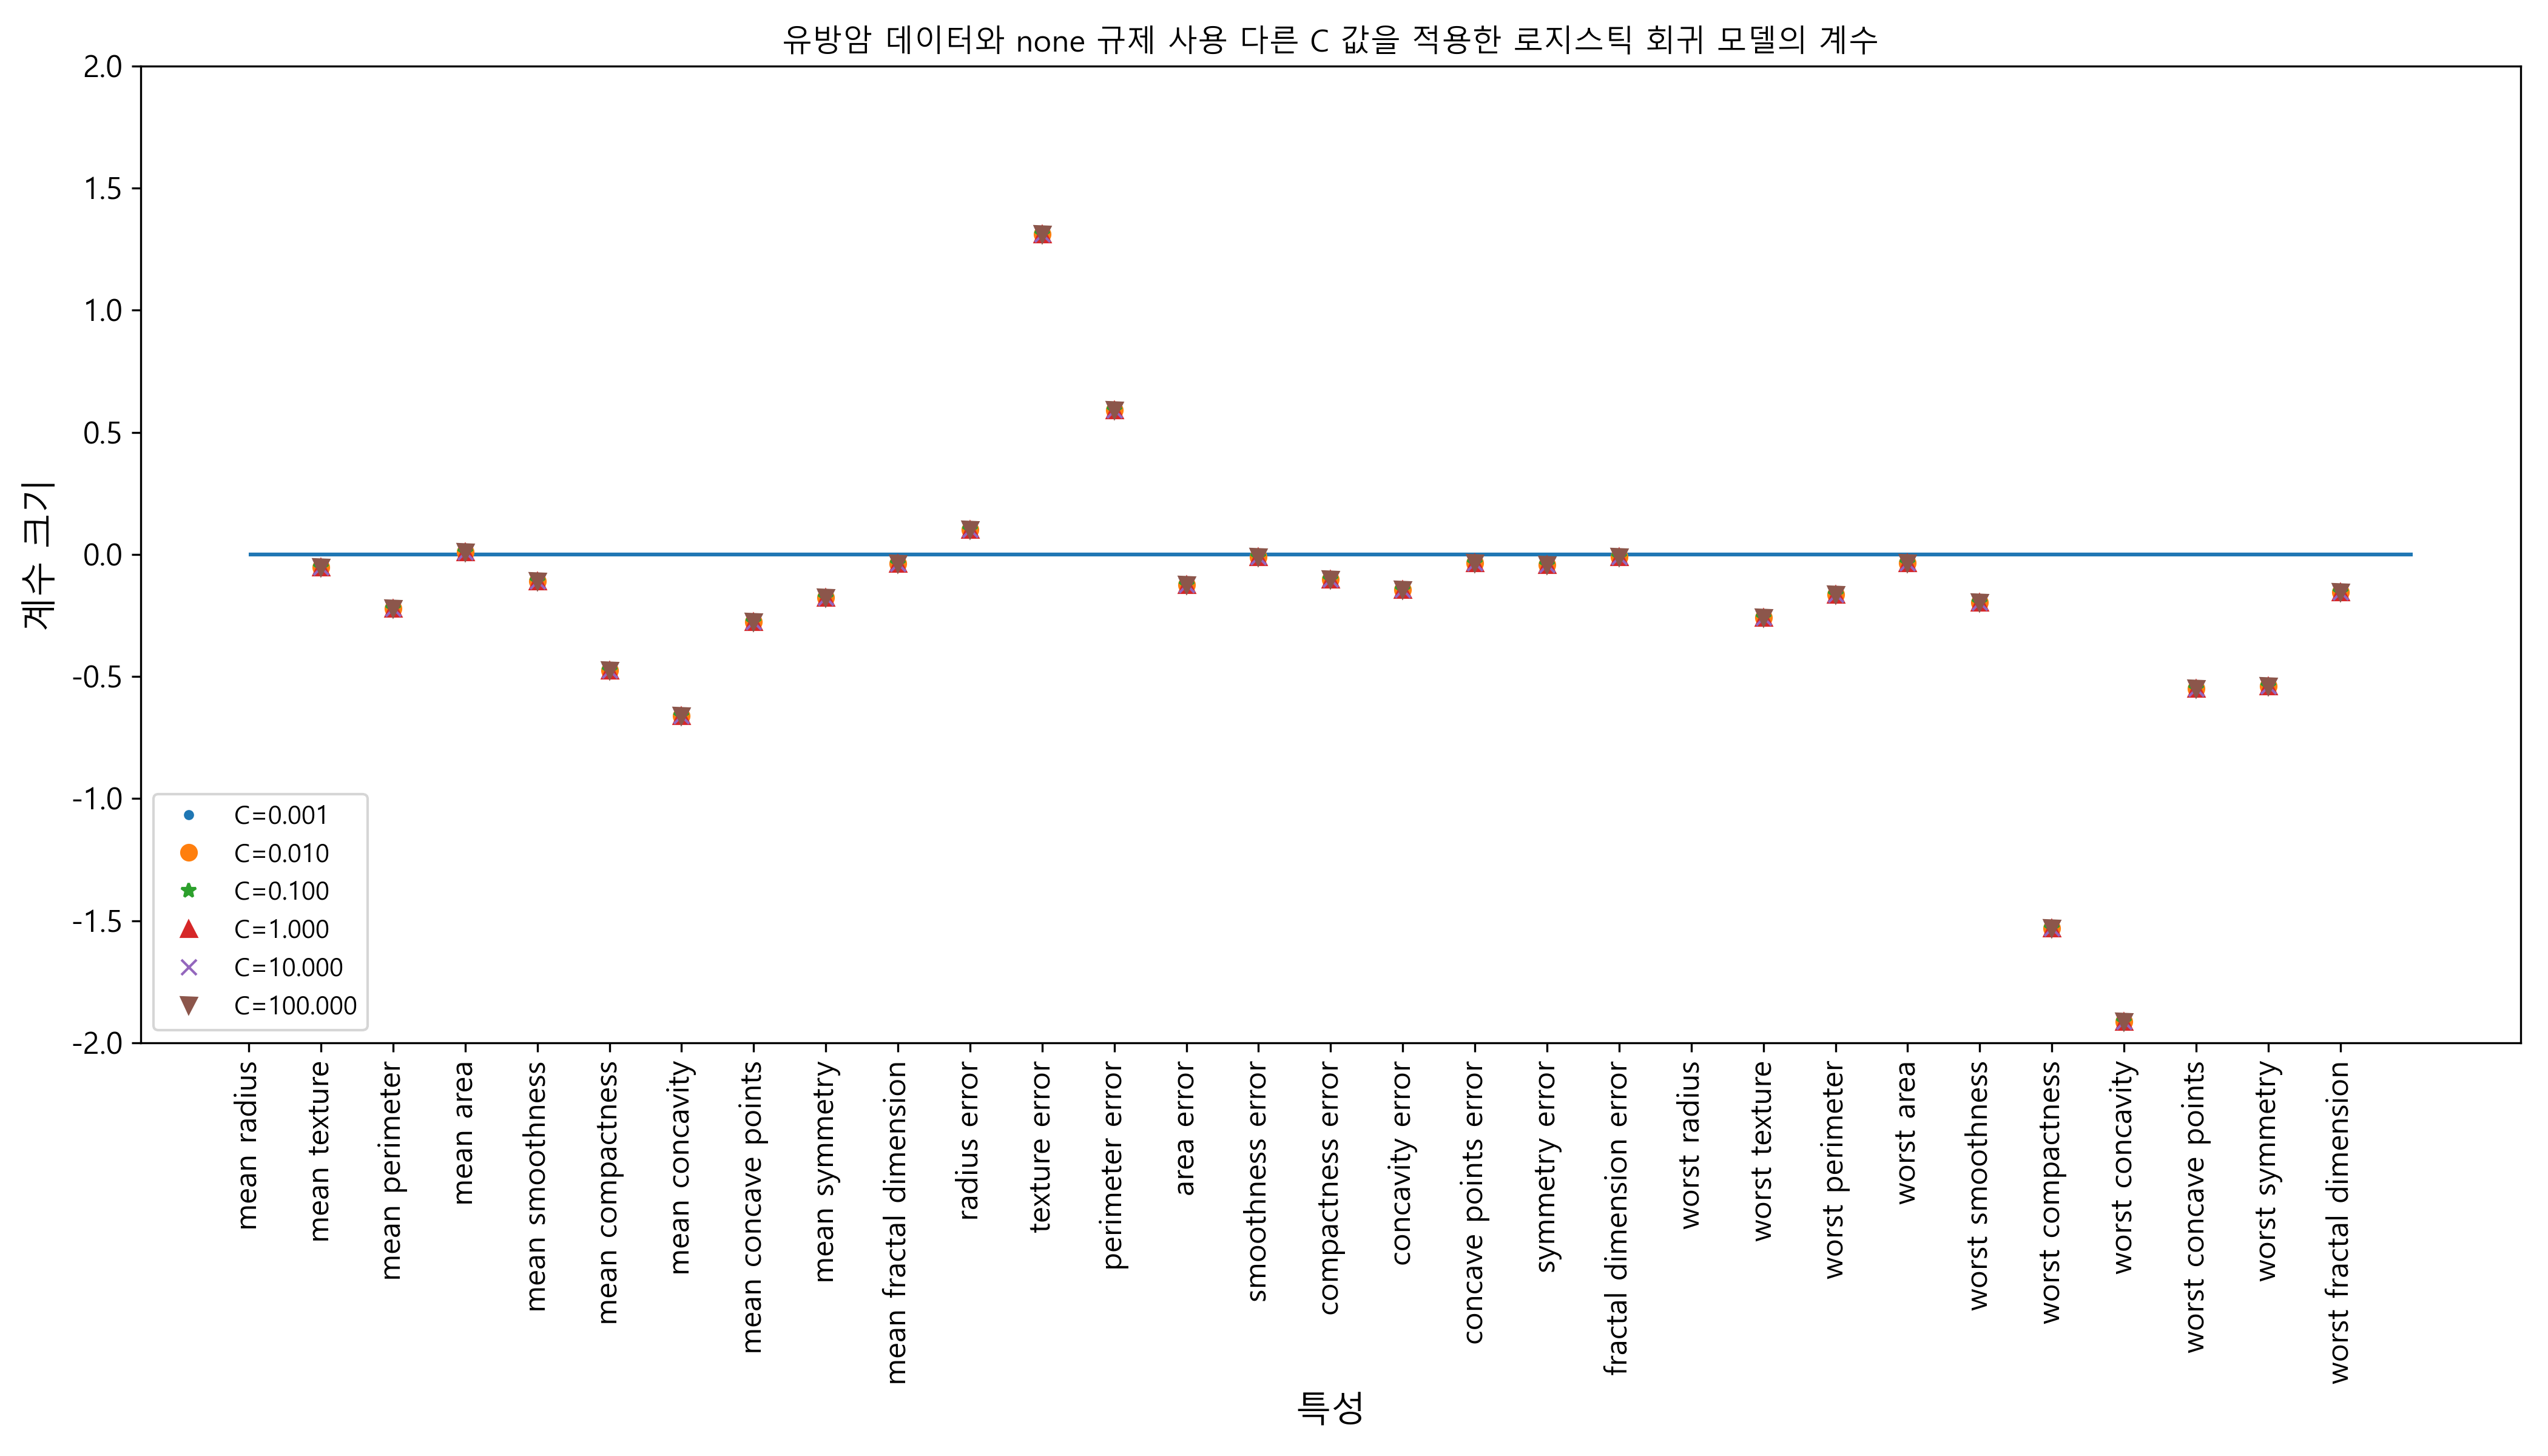 유방암 데이터와 none 규제 사용 다른 C 값을 적용한 로지스틱 회귀 모델의 계수
계수 크기
2.0
1.5
1.0
0.5
0.0
-0.5
-1.0
-1.5
-2.0
C=0.001
C=0.010
C=0.100
C=1.000
C=10.000
C=100.000
mean radius
mean texture
mean perimeter
mean area
mean smoothness
mean compactness
mean concavity
mean concave points
mean symmetry
mean fractal dimension
radius error
texture error
perimeter error
area error
smoothness error
compactness error
concavity error
concave points error
symmetry error
fractal dimension error
worst radius
worst texture
worst perimeter
worst area
worst smoothness
worst compactness
worst concavity
worst concave points
worst symmetry
worst fractal dimension
특성